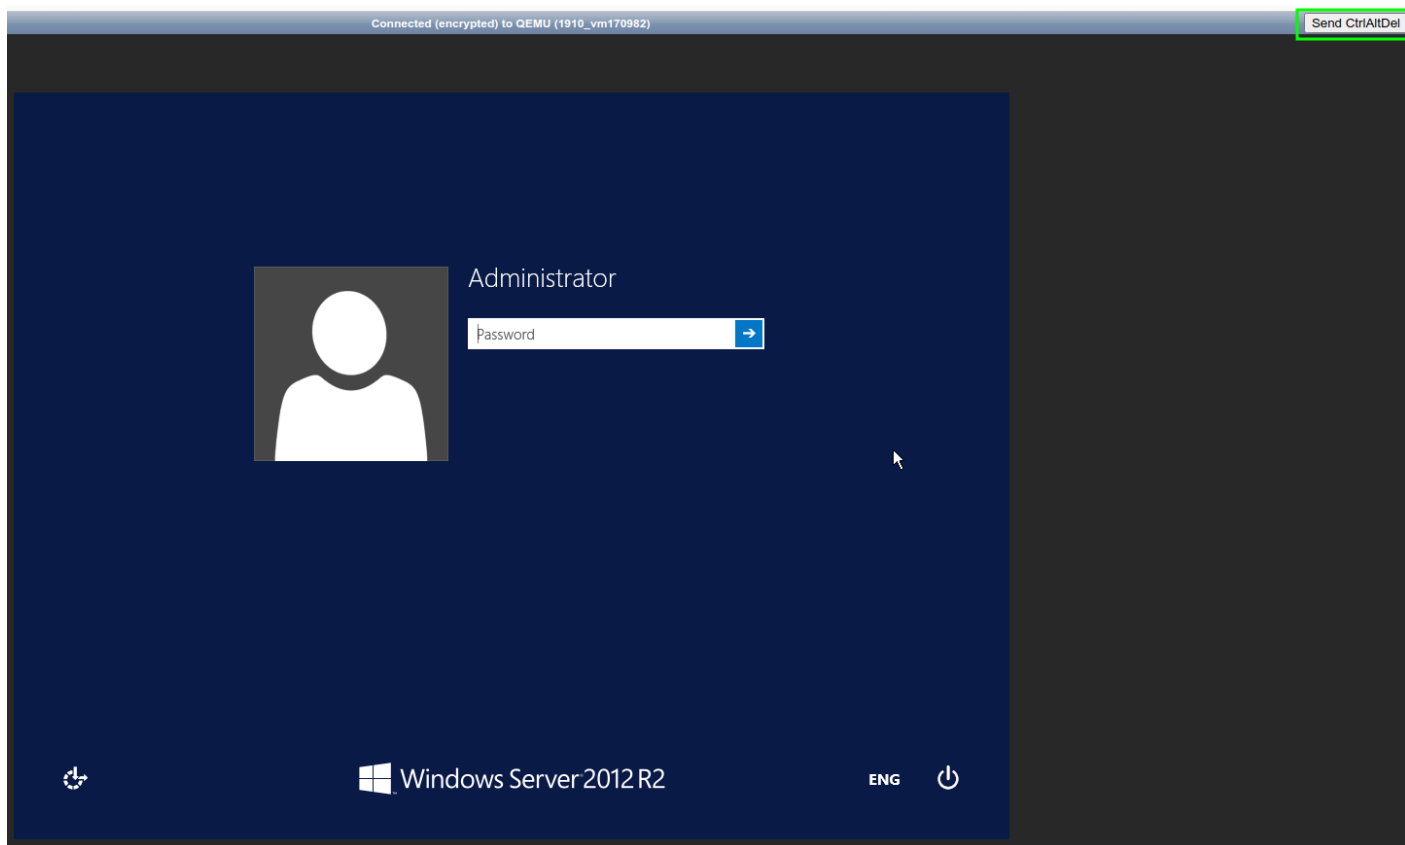 Connected (encrypted) to QEMU (1910_vm170982)
Send CtrlAltDel
Administrator
Password
Windows Server 2012 R2
ENG